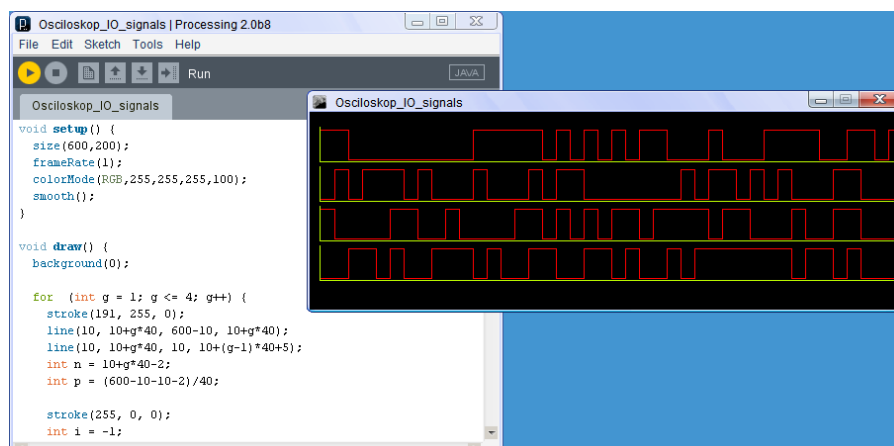 Osciloskop_IO_signals | Processing 2.0b8
File Edit Sketch Tools Help
Run
JAVA
Osciloskop_IO_signals
Osciloskop_IO_signals
void setup() {
size(600,200);
frameRate(1);
colorMode(RGB,255,255,255,100);
smooth();
}
void draw() {
background(0);
for (int g = 1; g <= 4; g++) {
stroke(191, 255, 0);
line(10, 10+g*40, 600-10, 10+g*40);
line(10, 10+g*40, 10, 10+(g-1)*40+5);
int n = 10+g*40-2;
int p = (600-10-10-2)/40;
stroke(255, 0, 0);
int i = -1;